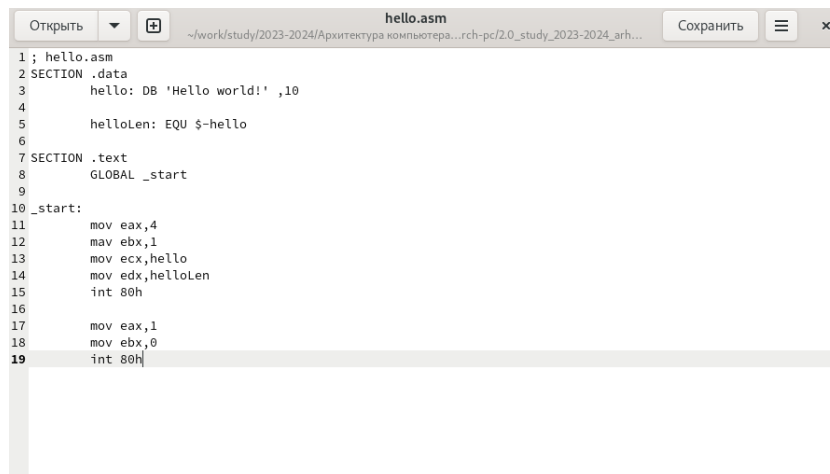 Открыть
hello.asm
~/work/study/2023-2024/Архитектура компьютера...rch-pc/2.0_study_2023-2024_arh...
Сохранить
1 ; hello.asm
2 SECTION .data
3         hello: DB 'Hello world!' ,10
4
5         helloLen: EQU $-hello
6
7 SECTION .text
8         GLOBAL _start
9
10 _start:
11         mov eax,4
12         mav ebx,1
13         mov ecx,hello
14         mov edx,helloLen
15         int 80h
16
17         mov eax,1
18         mov ebx,0
19         int 80h